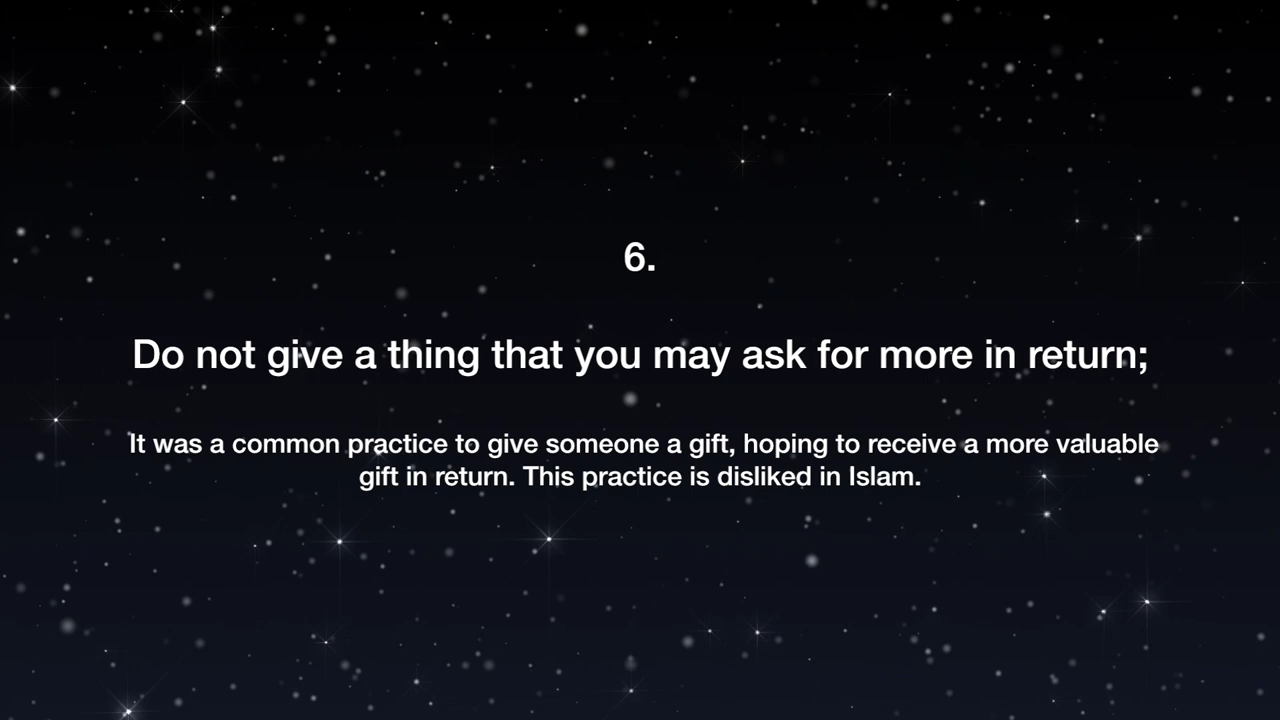 6.
Do not give a thing that you may ask for more in return;
It was a common practice to give someone a gift, hoping to receive a more valuable
gift in return. This practice is disliked in Islam.